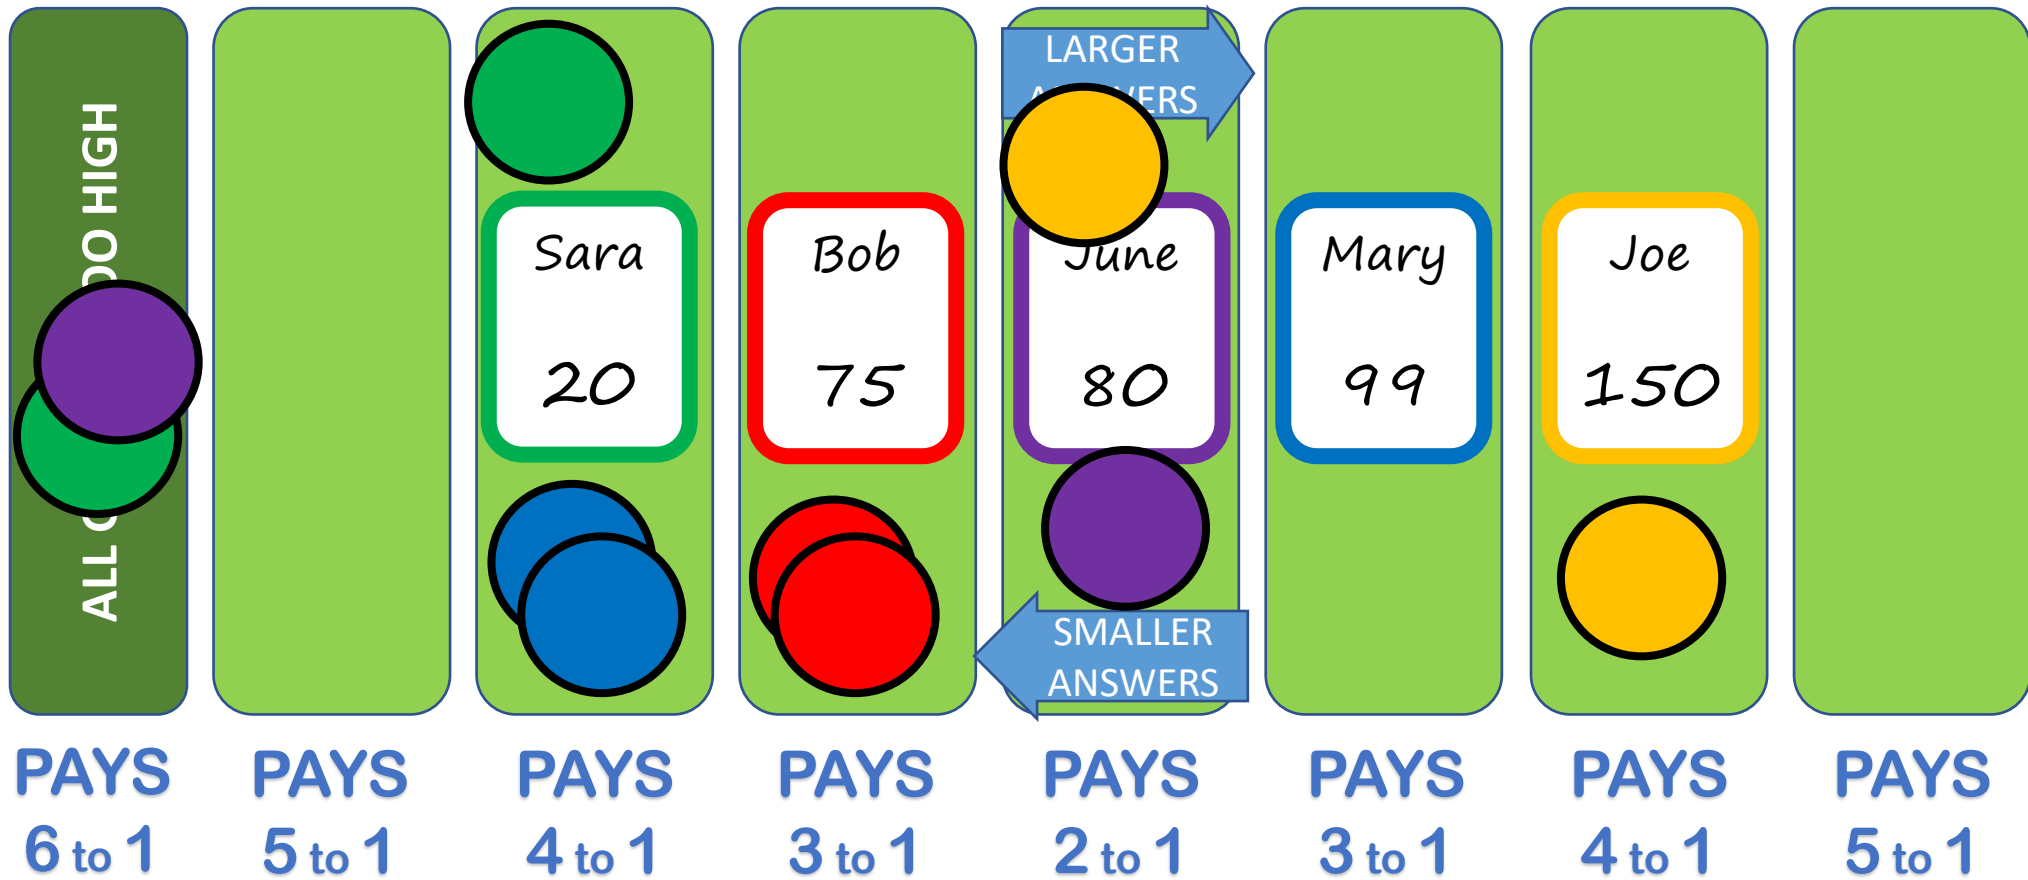 ALL TOO HIGH
LARGER
ANSWERS
Sara
20
Bob
75
June
80
Mary
99
Joe
150
SMALLER
ANSWERS
PAYS
6 to 1
PAYS
5 to 1
PAYS
4 to 1
PAYS
3 to 1
PAYS
2 to 1
PAYS
3 to 1
PAYS
4 to 1
PAYS
5 to 1